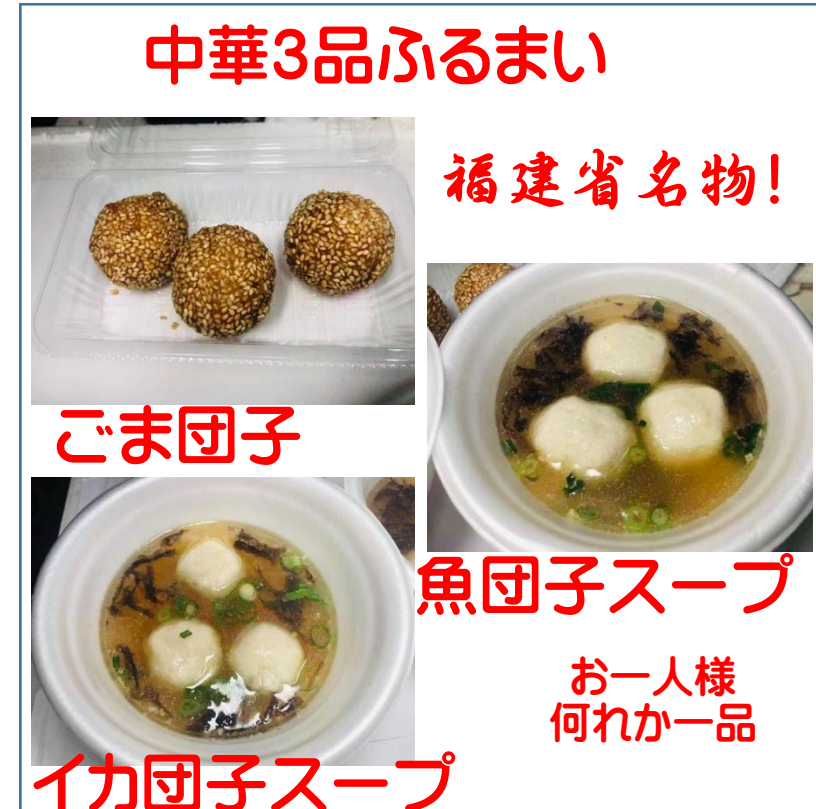 中華3品ふるまい
福建省名物!
ごま団子
魚団子スープ
イカ団子スープ
お一人様
何れか一品